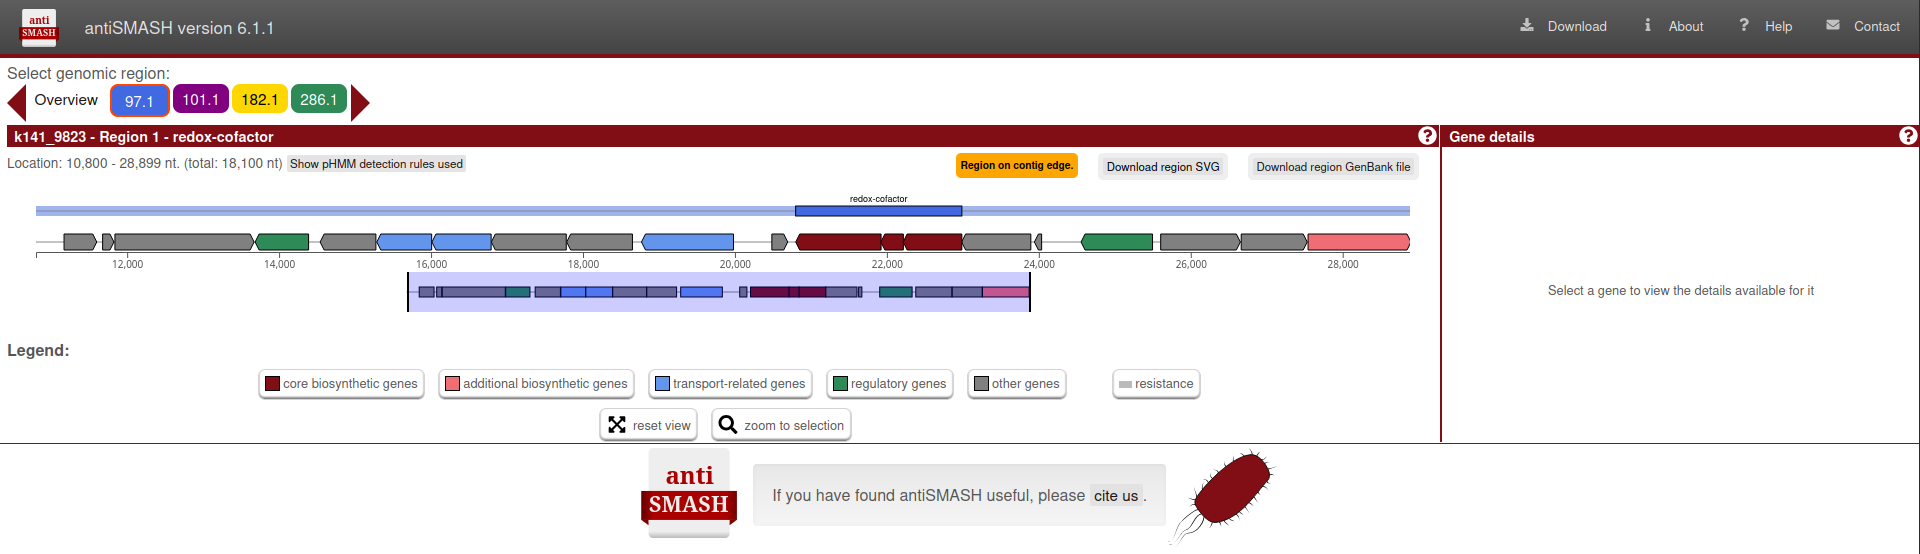 anti
SMASH
antiSMASH version 6.1.1
Download
About
Help
Contact
Select genomic region:
Overview
97.1
101.1
182.1
286.1
k141_9823 - Region 1 - redox-cofactor
Gene details
Location: 10,800 - 28,899 nt. (total: 18,100 nt)
Show pHMM detection rules used
Region on contig edge.
Download region SVG
Download region GenBank file
redox-cofactor
12,000
14,000
16,000
18,000
20,000
22,000
24,000
26,000
28,000
Select a gene to view the details available for it
Legend:
core biosynthetic genes
additional biosynthetic genes
transport-related genes
regulatory genes
other genes
resistance
reset view
zoom to selection
anti
SMASH
If you have found antiSMASH useful, please cite us .